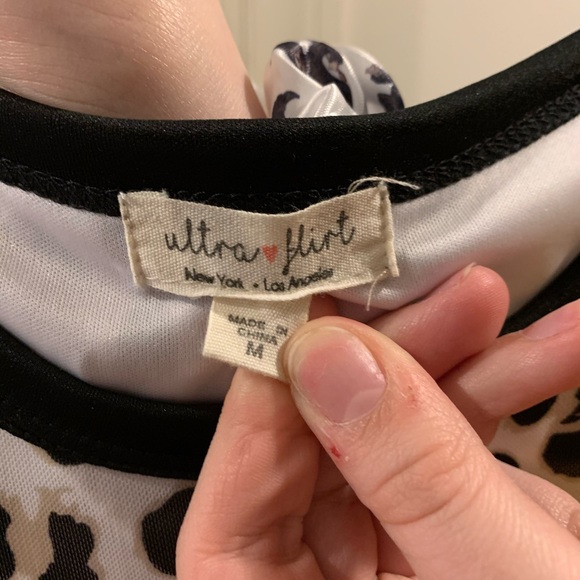 ultra ♥ flirt
New York • Los Angeles
MADE IN
CHINA
M